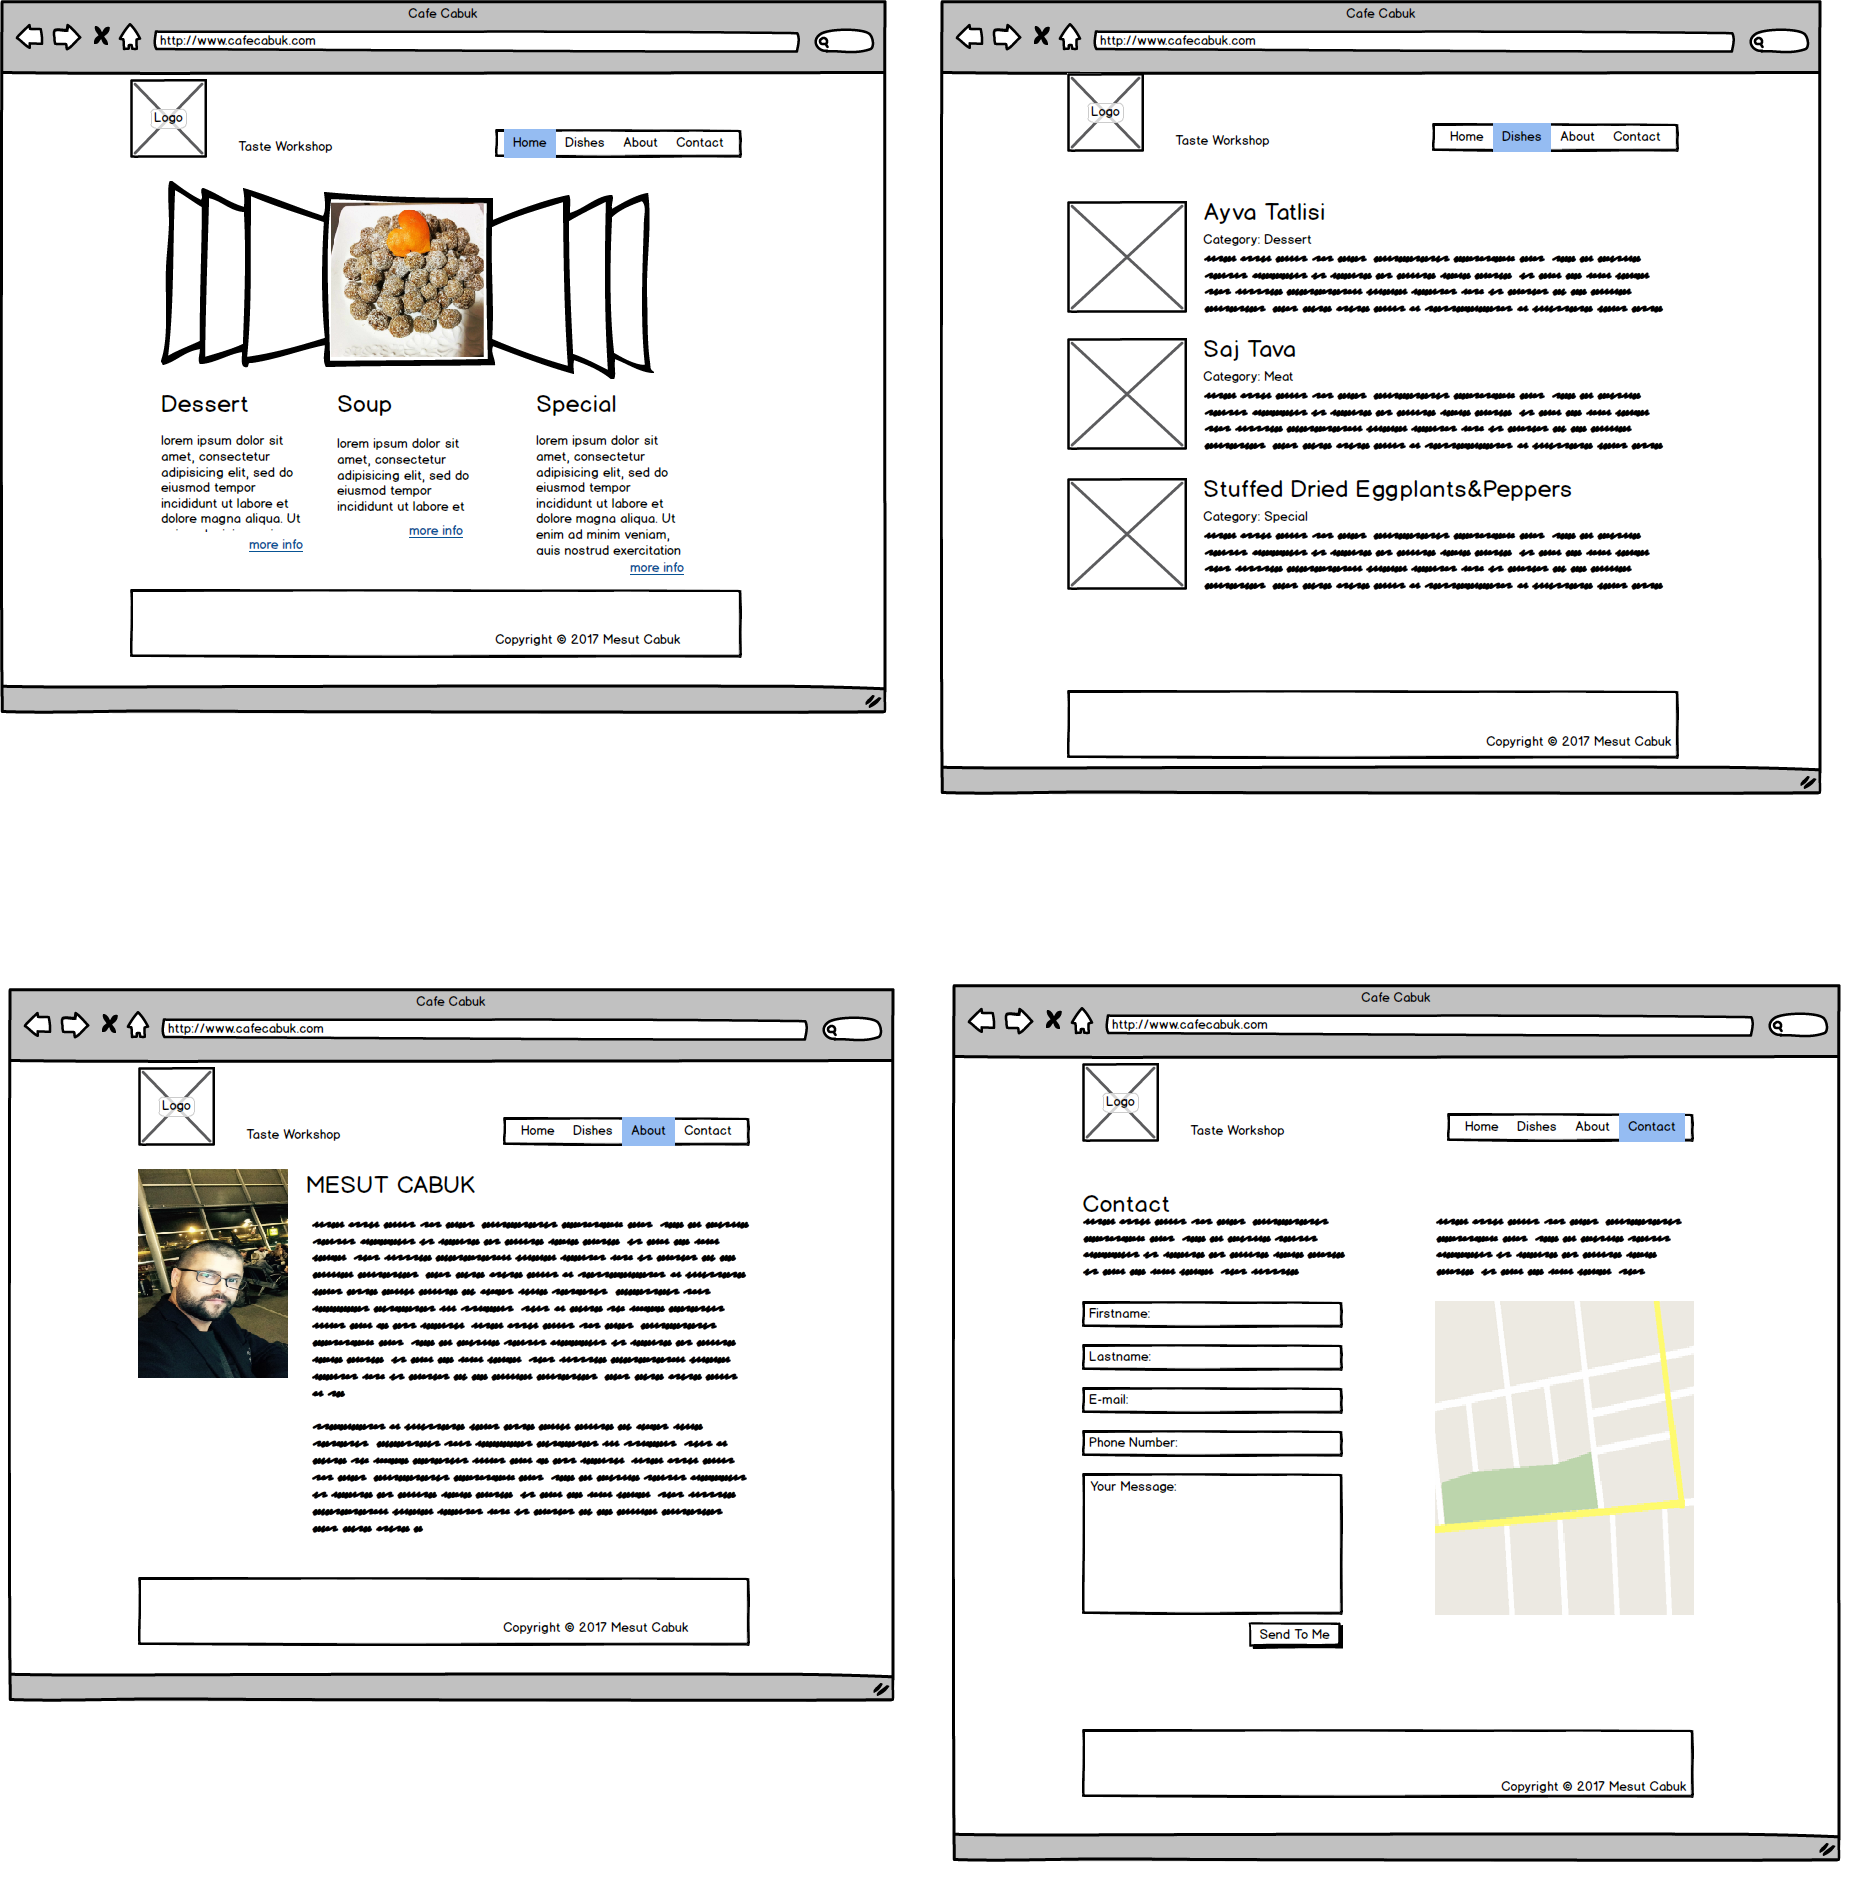 Cafe Cabuk
http://www.cafecabuk.com
Logo
Taste Workshop
Home Dishes About Contact
Dessert
lorem ipsum dolor sit
amet, consectetur
adipisicing elit, sed do
eiusmod tempor
incididunt ut labore et
dolore magna aliqua. Ut
more info
Soup
lorem ipsum dolor sit
amet, consectetur
adipisicing elit, sed do
eiusmod tempor
incididunt ut labore et
more info
Special
lorem ipsum dolor sit
amet, consectetur
adipisicing elit, sed do
eiusmod tempor
incididunt ut labore et
dolore magna aliqua. Ut
enim ad minim veniam,
quis nostrud exercitation
more info
Copyright © 2017 Mesut Cabuk
Cafe Cabuk
http://www.cafecabuk.com
Logo
Taste Workshop
Home Dishes About Contact
Ayva Tatlisi
Category: Dessert
Saj Tava
Category: Meat
Stuffed Dried Eggplants&Peppers
Category: Special
Copyright © 2017 Mesut Cabuk
Cafe Cabuk
http://www.cafecabuk.com
Logo
Taste Workshop
Home Dishes About Contact
MESUT CABUK
Copyright © 2017 Mesut Cabuk
Cafe Cabuk
http://www.cafecabuk.com
Logo
Taste Workshop
Home Dishes About Contact
Contact
Firstname:
Lastname:
E-mail:
Phone Number:
Your Message:
Send To Me
Copyright © 2017 Mesut Cabuk